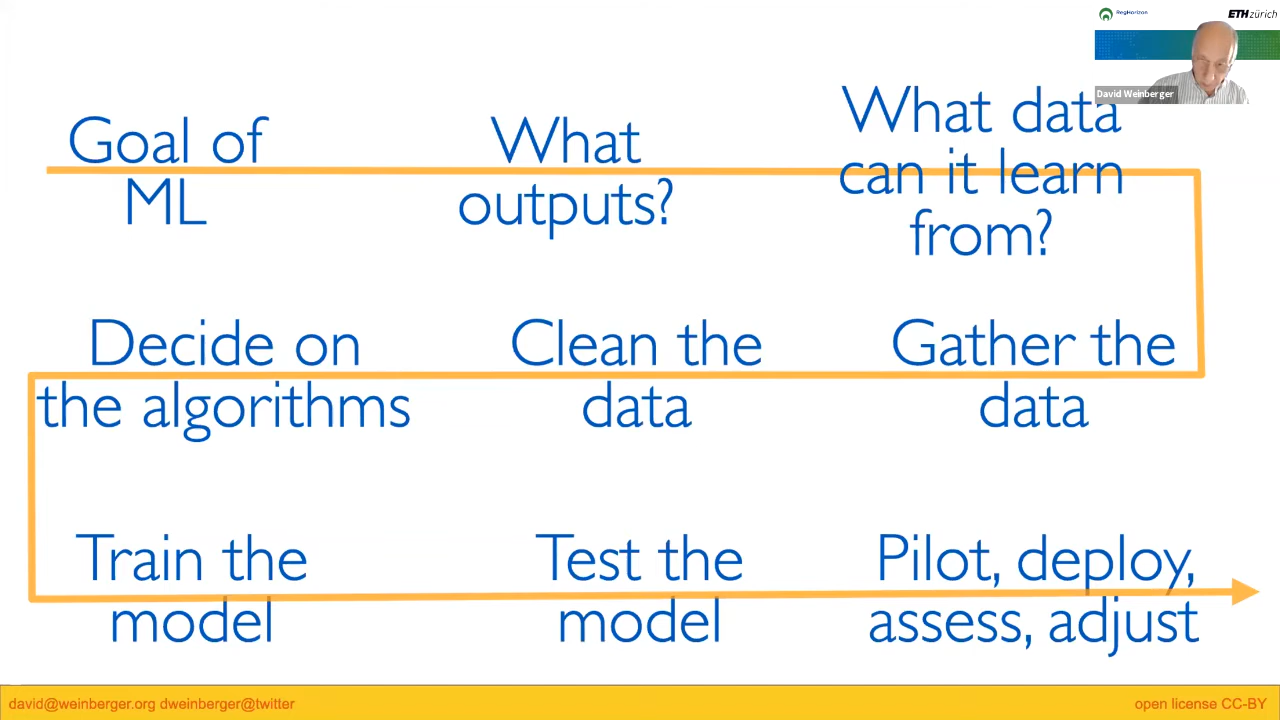 RegHorizon
ETH zürich
David Weinberger
Goal of
ML
What
outputs?
What data
can it learn
from?
Decide on
the algorithms
Clean the
data
Gather the
data
Train the
model
Test the
model
Pilot, deploy,
assess, adjust
david@weinberger.org dweinberger@twitter
open license CC-BY